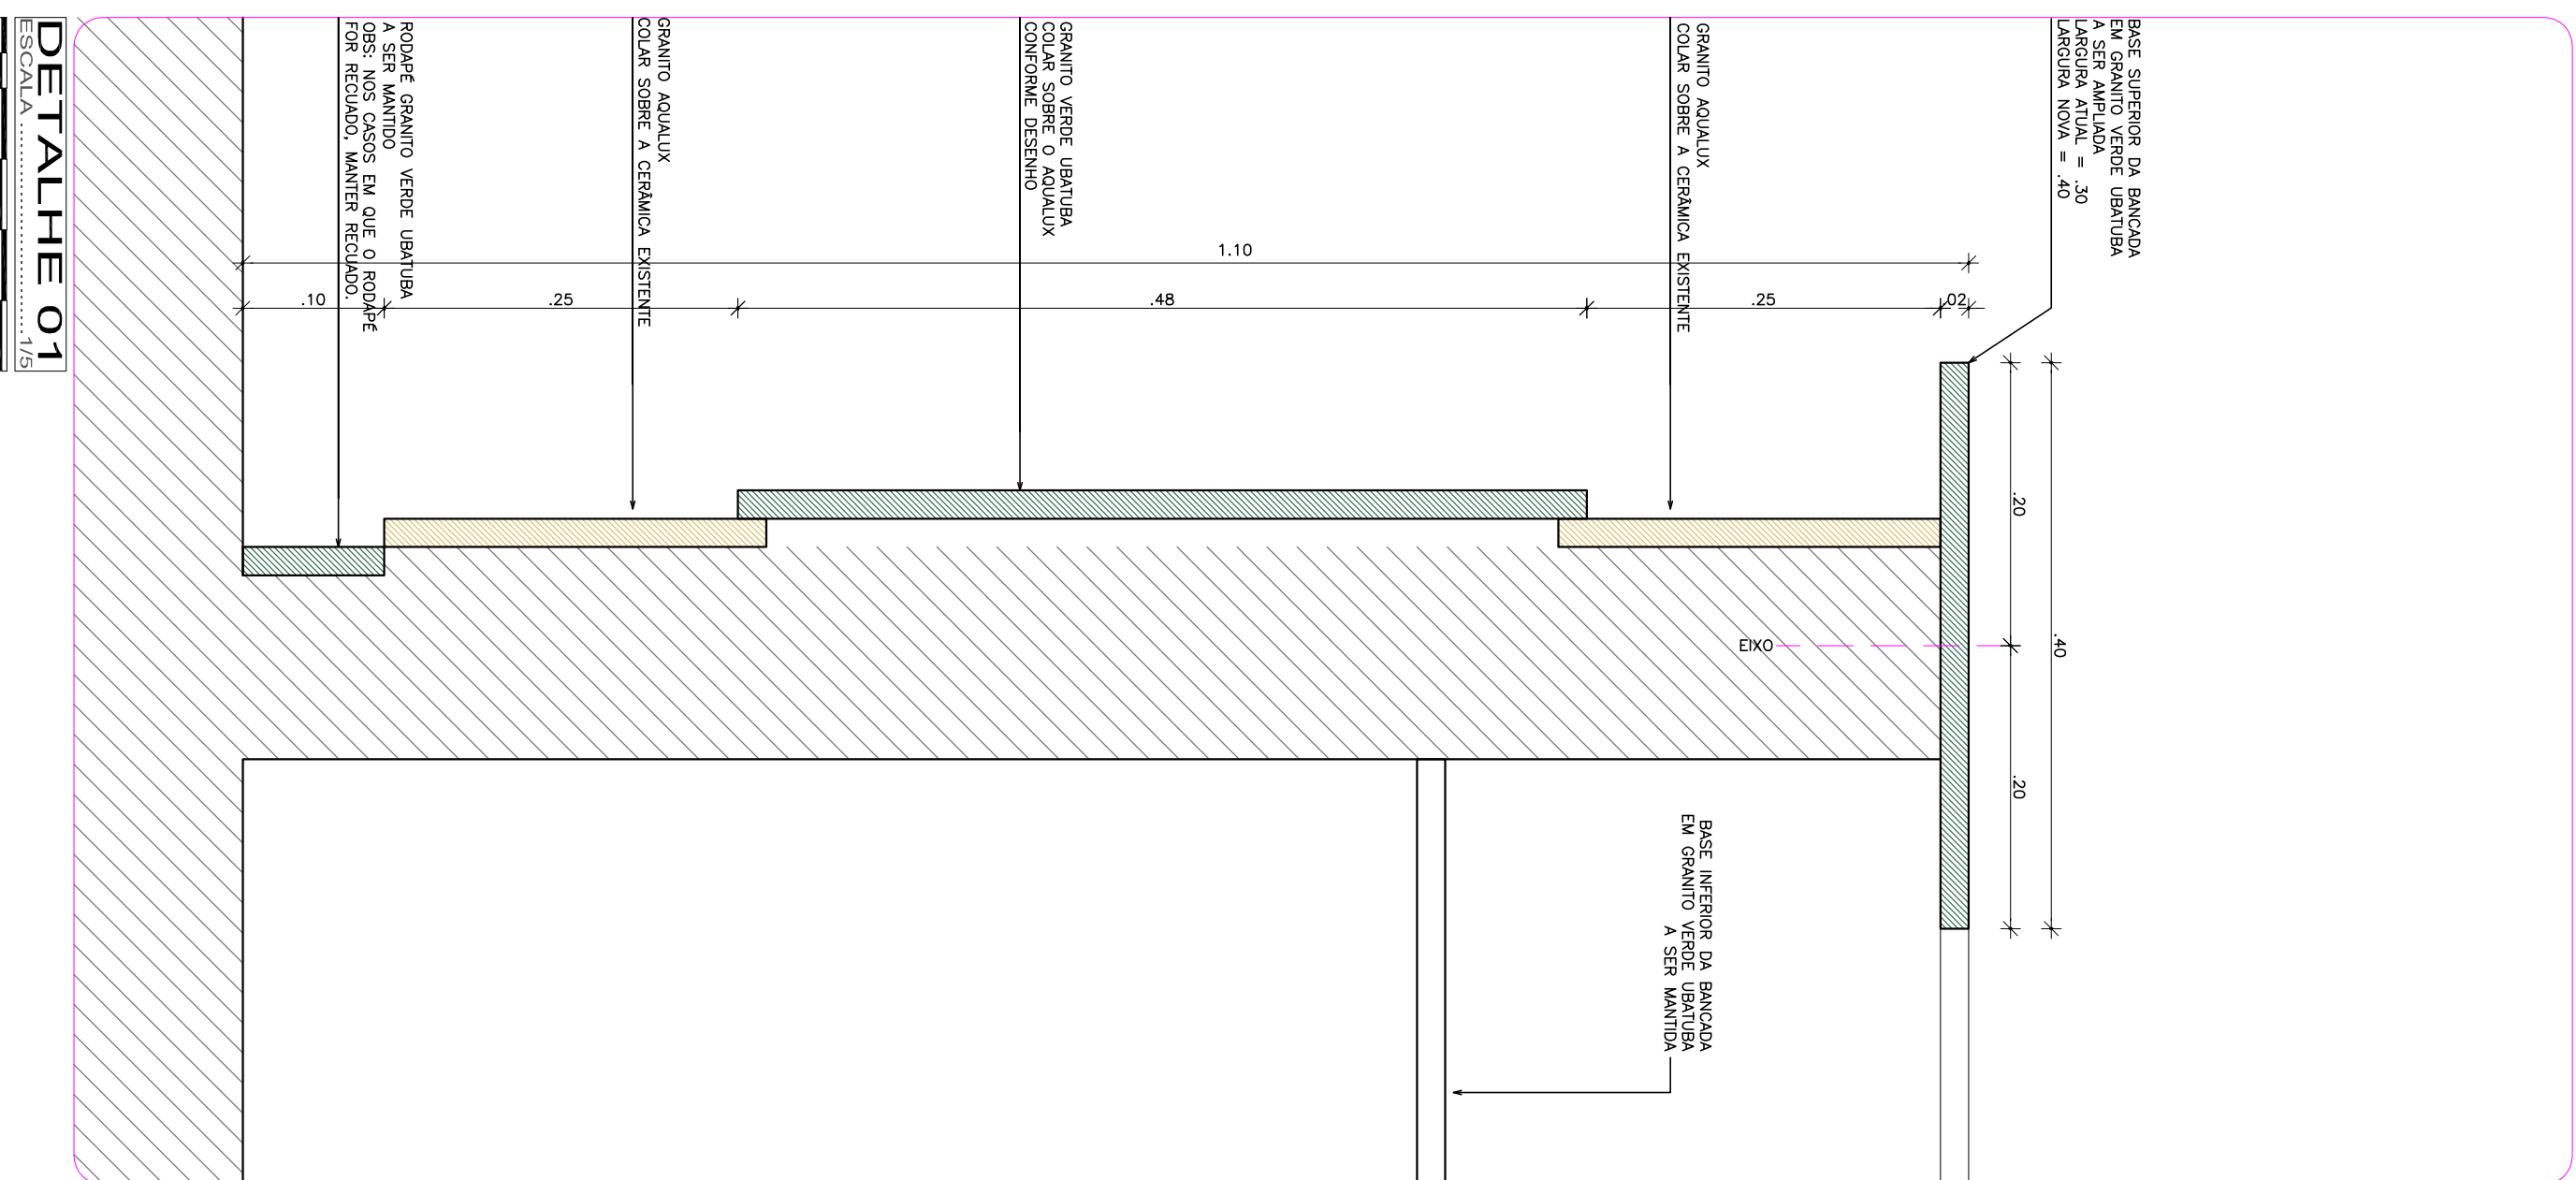 BASE SUPERIOR DA BANCADA
EM GRANITO VERDE UBATUBA
A SER AMPLIADA
LARGURA ATUAL = .30
LARGURA NOVA = .40
.40
.20
.20
EIXO
GRANITO AQUALUX
COLAR SOBRE A CERÂMICA EXISTENTE
GRANITO VERDE UBATUBA
COLAR SOBRE O AQUALUX
CONFORME DESENHO
GRANITO AQUALUX
COLAR SOBRE A CERÂMICA EXISTENTE
RODAPÉ GRANITO VERDE UBATUBA
A SER MANTIDO
OBS: NOS CASOS EM QUE O RODAPÉ
FOR RECUADO, MANTER RECUADO.
1.10
.02
.25
.48
.25
.10
BASE INFERIOR DA BANCADA
EM GRANITO VERDE UBATUBA
A SER MANTIDA
DETALHE 01
ESCALA ..........................1/5